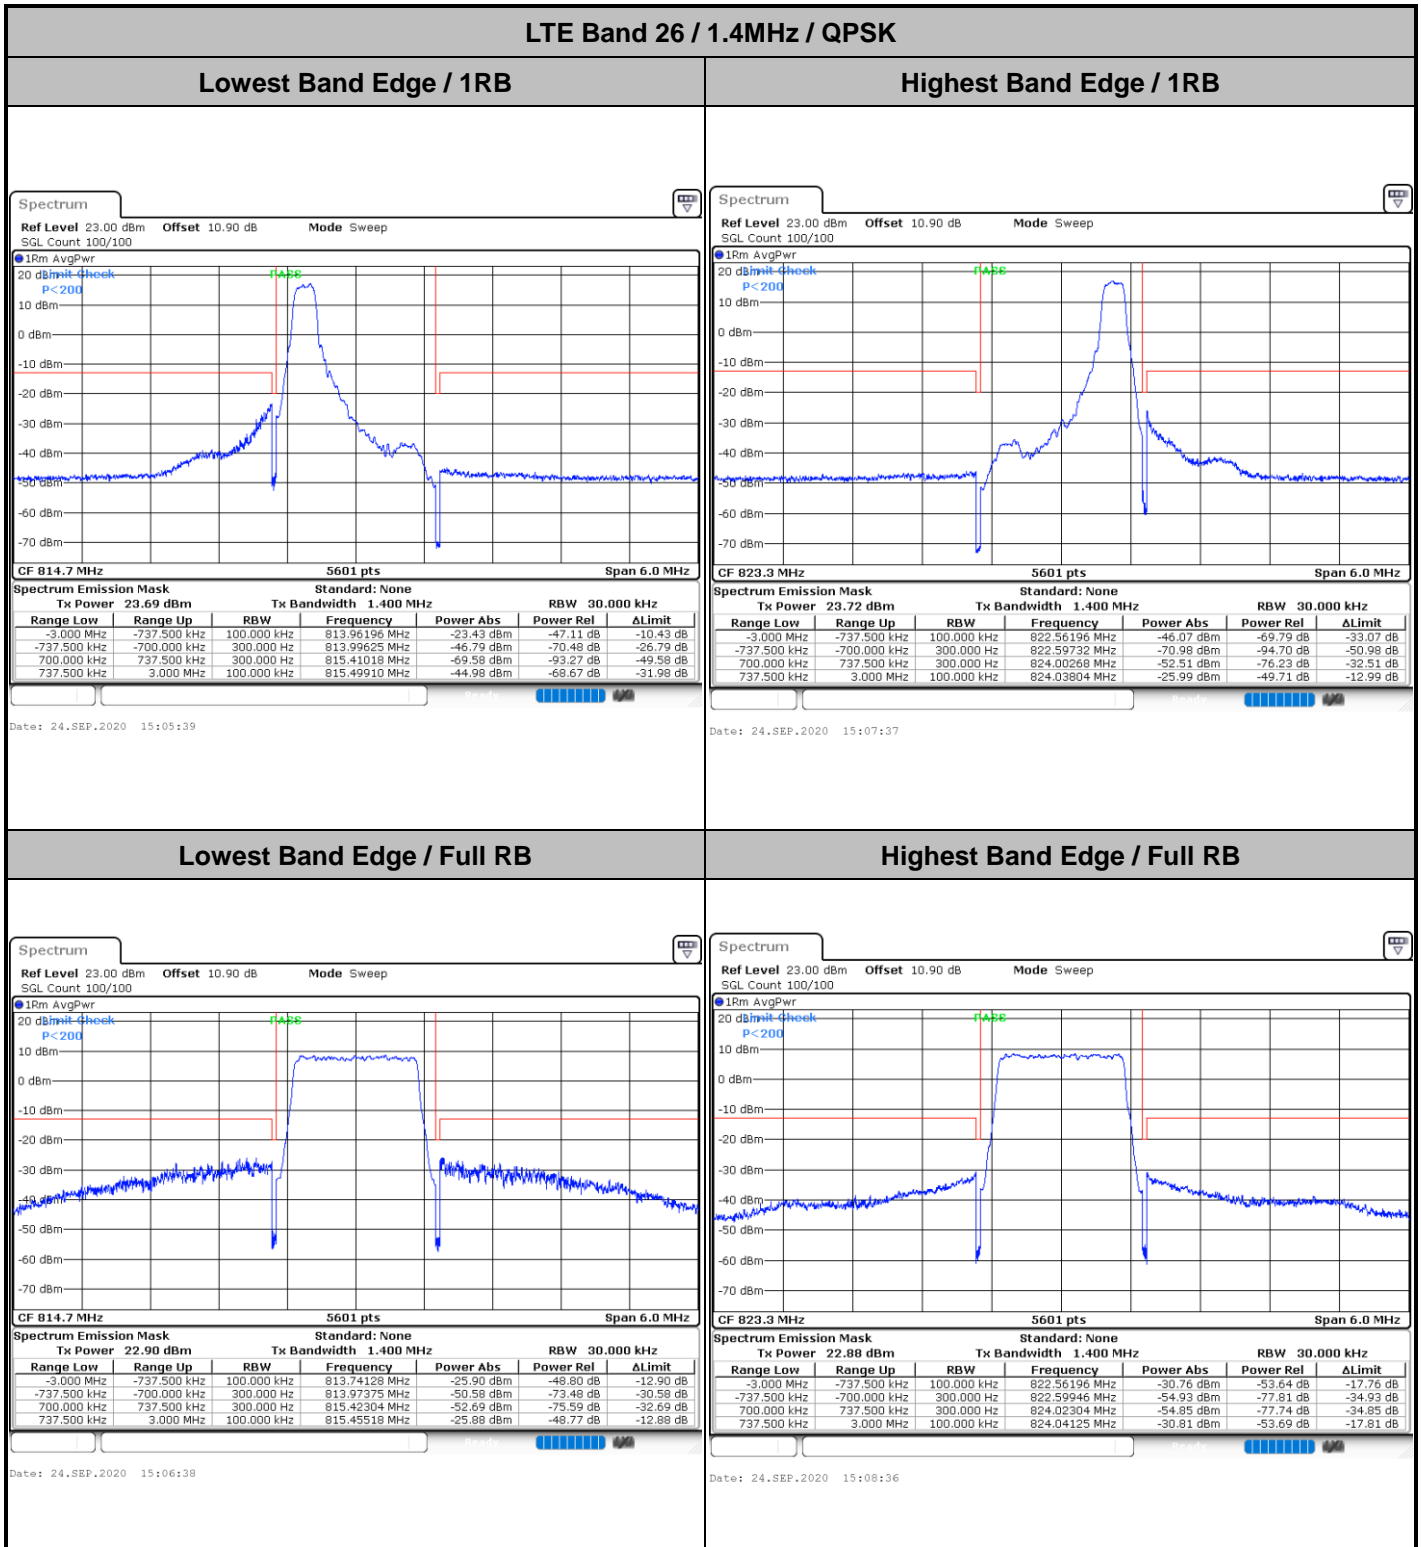 LTE Band 26 / 1.4MHz / QPSK
Lowest Band Edge / 1RB
Highest Band Edge / 1RB
Spectrum
Ref Level 23.00 dBm Offset 10.90 dB Mode Sweep
SGL Count 100/100
1Rm AvgPwr
20 dBm
Limit Check
PASS
P<200
10 dBm
0 dBm
-10 dBm
-20 dBm
-30 dBm
-40 dBm
-50 dBm
-60 dBm
-70 dBm
CF 814.7 MHz 5601 pts Span 6.0 MHz
Spectrum Emission Mask Standard: None
Tx Power 23.69 dBm Tx Bandwidth 1.400 MHz RBW 30.000 kHz
Range Low Range Up RBW Frequency Power Abs Power Rel ΔLimit
-3.000 MHz -737.500 kHz 100.000 kHz 813.96196 MHz -23.43 dBm -47.11 dB -10.43 dB
-737.500 kHz -700.000 kHz 300.000 Hz 813.99625 MHz -46.79 dBm -70.48 dB -26.79 dB
700.000 kHz 737.500 kHz 300.000 Hz 815.41018 MHz -69.58 dBm -93.27 dB -49.58 dB
737.500 kHz 3.000 MHz 100.000 kHz 815.49910 MHz -44.98 dBm -68.67 dB -31.98 dB
Ready
Date: 24.SEP.2020 15:05:39
Spectrum
Ref Level 23.00 dBm Offset 10.90 dB Mode Sweep
SGL Count 100/100
1Rm AvgPwr
20 dBm
Limit Check
PASS
P<200
10 dBm
0 dBm
-10 dBm
-20 dBm
-30 dBm
-40 dBm
-50 dBm
-60 dBm
-70 dBm
CF 823.3 MHz 5601 pts Span 6.0 MHz
Spectrum Emission Mask Standard: None
Tx Power 23.72 dBm Tx Bandwidth 1.400 MHz RBW 30.000 kHz
Range Low Range Up RBW Frequency Power Abs Power Rel ΔLimit
-3.000 MHz -737.500 kHz 100.000 kHz 822.56196 MHz -46.07 dBm -69.79 dB -33.07 dB
-737.500 kHz -700.000 kHz 300.000 Hz 822.59732 MHz -70.98 dBm -94.70 dB -50.98 dB
700.000 kHz 737.500 kHz 300.000 Hz 824.00268 MHz -52.51 dBm -76.23 dB -32.51 dB
737.500 kHz 3.000 MHz 100.000 kHz 824.03804 MHz -25.99 dBm -49.71 dB -12.99 dB
Ready
Date: 24.SEP.2020 15:07:37
Lowest Band Edge / Full RB
Highest Band Edge / Full RB
Spectrum
Ref Level 23.00 dBm Offset 10.90 dB Mode Sweep
SGL Count 100/100
1Rm AvgPwr
20 dBm
Limit Check
PASS
P<200
10 dBm
0 dBm
-10 dBm
-20 dBm
-30 dBm
-40 dBm
-50 dBm
-60 dBm
-70 dBm
CF 814.7 MHz 5601 pts Span 6.0 MHz
Spectrum Emission Mask Standard: None
Tx Power 22.90 dBm Tx Bandwidth 1.400 MHz RBW 30.000 kHz
Range Low Range Up RBW Frequency Power Abs Power Rel ΔLimit
-3.000 MHz -737.500 kHz 100.000 kHz 813.74128 MHz -25.90 dBm -48.80 dB -12.90 dB
-737.500 kHz -700.000 kHz 300.000 Hz 813.97375 MHz -50.58 dBm -73.48 dB -30.58 dB
700.000 kHz 737.500 kHz 300.000 Hz 815.42304 MHz -52.69 dBm -75.59 dB -32.69 dB
737.500 kHz 3.000 MHz 100.000 kHz 815.45518 MHz -25.88 dBm -48.77 dB -12.88 dB
Ready
Date: 24.SEP.2020 15:06:38
Spectrum
Ref Level 23.00 dBm Offset 10.90 dB Mode Sweep
SGL Count 100/100
1Rm AvgPwr
20 dBm
Limit Check
PASS
P<200
10 dBm
0 dBm
-10 dBm
-20 dBm
-30 dBm
-40 dBm
-50 dBm
-60 dBm
-70 dBm
CF 823.3 MHz 5601 pts Span 6.0 MHz
Spectrum Emission Mask Standard: None
Tx Power 22.88 dBm Tx Bandwidth 1.400 MHz RBW 30.000 kHz
Range Low Range Up RBW Frequency Power Abs Power Rel ΔLimit
-3.000 MHz -737.500 kHz 100.000 kHz 822.56196 MHz -30.76 dBm -53.64 dB -17.76 dB
-737.500 kHz -700.000 kHz 300.000 Hz 822.59946 MHz -54.93 dBm -77.81 dB -34.93 dB
700.000 kHz 737.500 kHz 300.000 Hz 824.02304 MHz -54.85 dBm -77.74 dB -34.85 dB
737.500 kHz 3.000 MHz 100.000 kHz 824.04125 MHz -30.81 dBm -53.69 dB -17.81 dB
Ready
Date: 24.SEP.2020 15:08:36